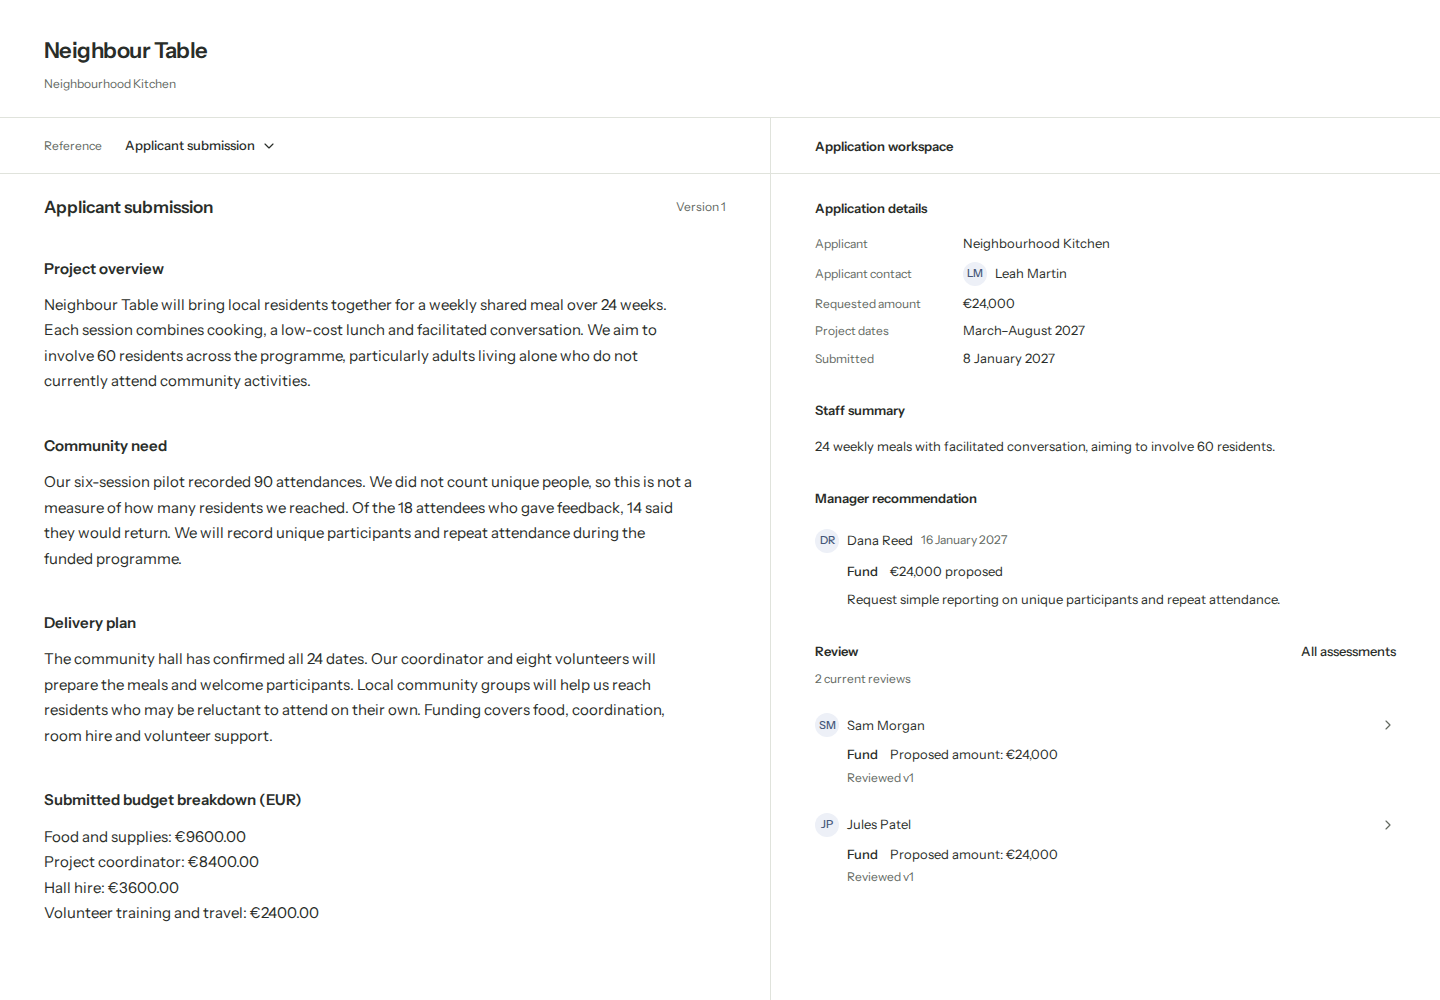 Neighbour Table
Neighbourhood Kitchen
Reference Applicant submission
Applicant submission Version 1
Project overview
Neighbour Table will bring local residents together for a weekly shared meal over 24 weeks.
Each session combines cooking, a low-cost lunch and facilitated conversation. We aim to
involve 60 residents across the programme, particularly adults living alone who do not
currently attend community activities.
Community need
Our six-session pilot recorded 90 attendances. We did not count unique people, so this is not a
measure of how many residents we reached. Of the 18 attendees who gave feedback, 14 said
they would return. We will record unique participants and repeat attendance during the
funded programme.
Delivery plan
The community hall has confirmed all 24 dates. Our coordinator and eight volunteers will
prepare the meals and welcome participants. Local community groups will help us reach
residents who may be reluctant to attend on their own. Funding covers food, coordination,
room hire and volunteer support.
Submitted budget breakdown (EUR)
Food and supplies: €9600.00
Project coordinator: €8400.00
Hall hire: €3600.00
Volunteer training and travel: €2400.00
Application workspace
Application details
Applicant Neighbourhood Kitchen
Applicant contact LM Leah Martin
Requested amount €24,000
Project dates March–August 2027
Submitted 8 January 2027
Staff summary
24 weekly meals with facilitated conversation, aiming to involve 60 residents.
Manager recommendation
DR Dana Reed 16 January 2027
Fund €24,000 proposed
Request simple reporting on unique participants and repeat attendance.
Review All assessments
2 current reviews
SM Sam Morgan
Fund Proposed amount: €24,000
Reviewed v1
JP Jules Patel
Fund Proposed amount: €24,000
Reviewed v1